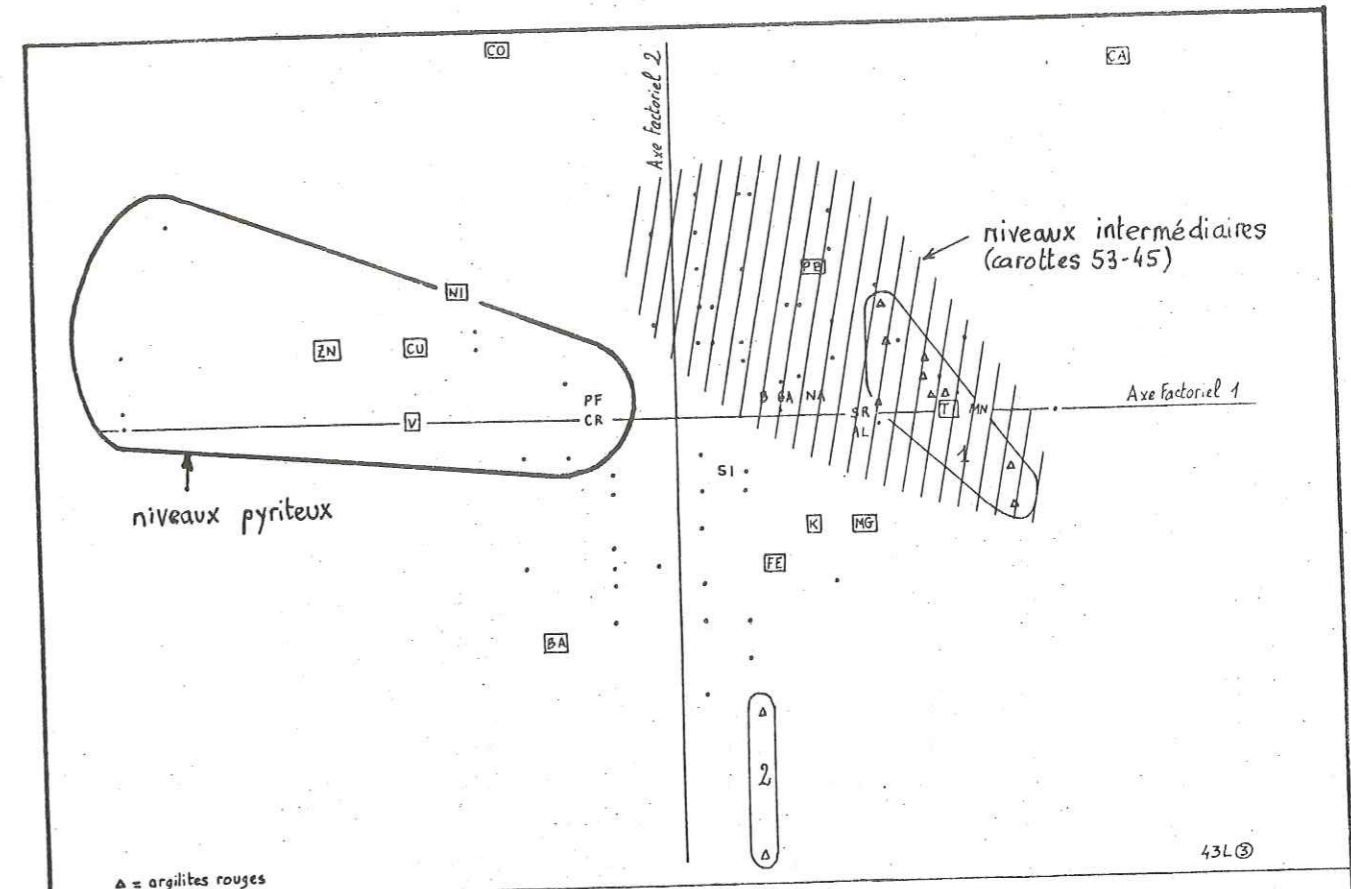 CO
CA
Axe Factoriel 2
niveaux intermédiaires
(carottes 53-45)
PB
NI
ZN
CU
Axe Factoriel 1
PF
B GA NA
SR
T
MN
CR
V
AL
1
SI
niveaux pyriteux
K
MG
FE
BA
2
43L③
△ = argilites rouges